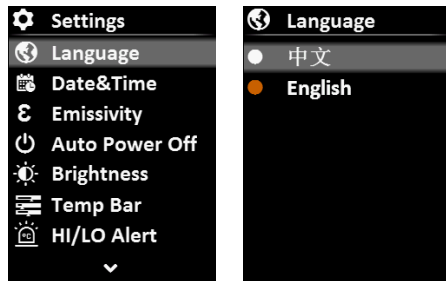 Settings
Language
Date&Time
Emissivity
Auto Power Off
Brightness
Temp Bar
HI/LO Alert
Language
中文
English